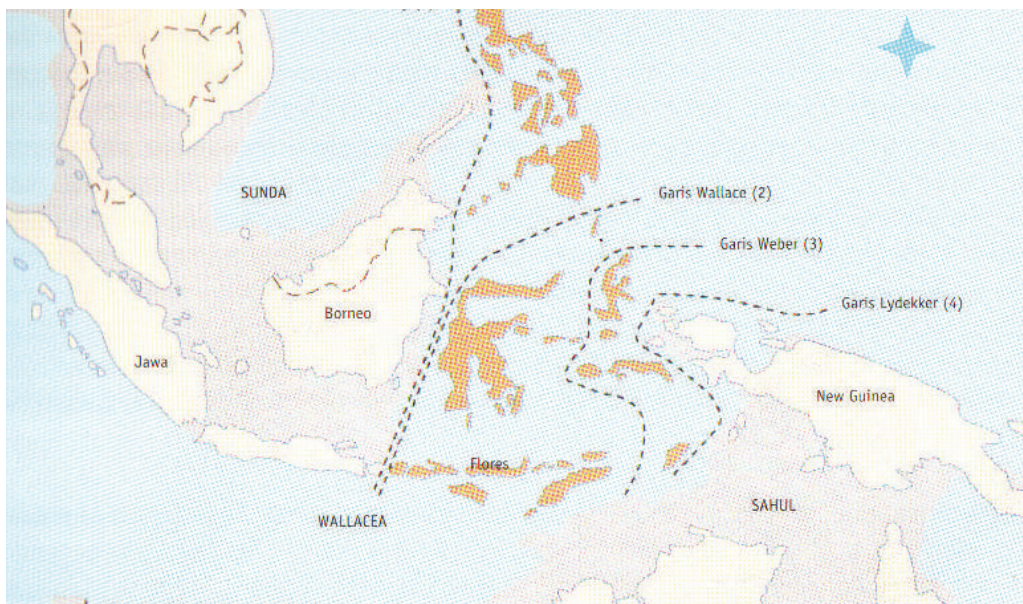 SUNDA
Garis Wallace (2)
Garis Weber (3)
Garis Lydekker (4)
Borneo
Jawa
New Guinea
Flores
SAHUL
WALLACEA